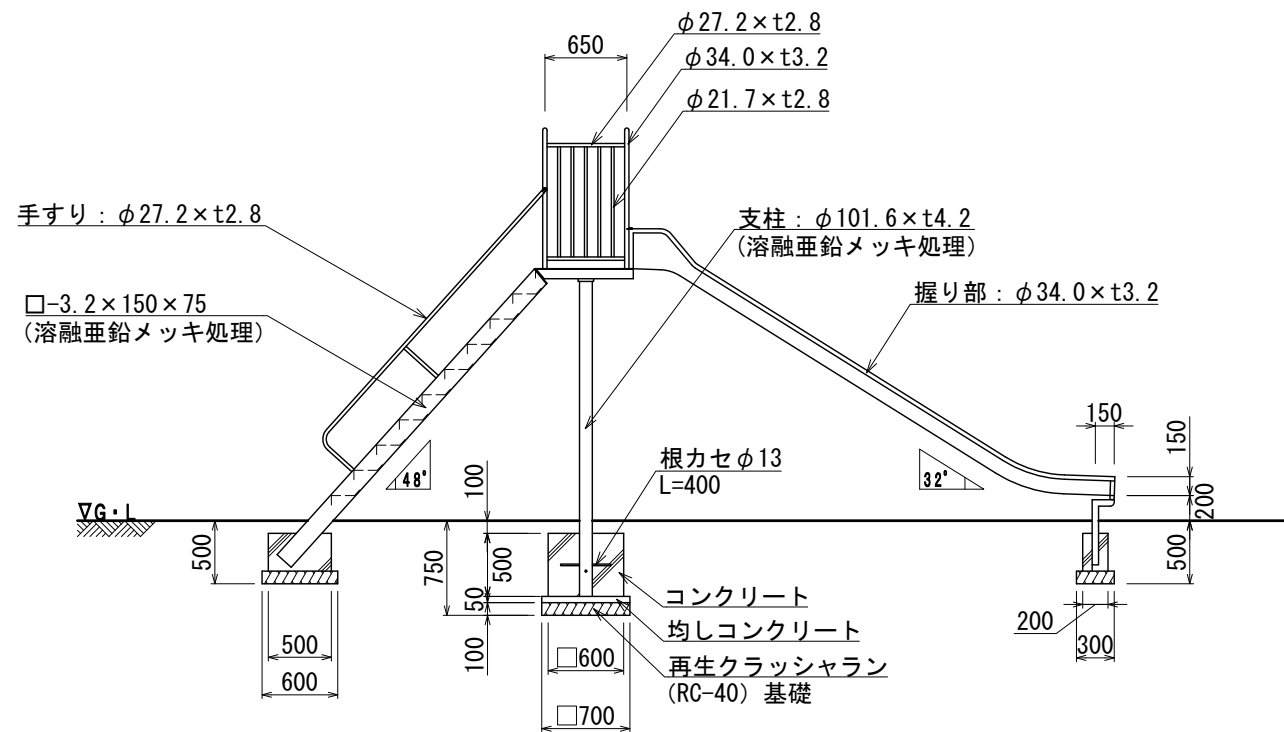 φ27.2×t2.8
650
φ34.0×t3.2
φ21.7×t2.8
手すり：φ27.2×t2.8
支柱：φ101.6×t4.2
(溶融亜鉛メッキ処理)
□-3.2×150×75
(溶融亜鉛メッキ処理)
握り部：φ34.0×t3.2
150
150
根カセφ13
L=400
48°
32°
100
200
▽G・L
500
750
500
50
100
500
コンクリート
均しコンクリート
再生クラッシャラン
(RC-40) 基礎
500
600
□600
□700
200
300